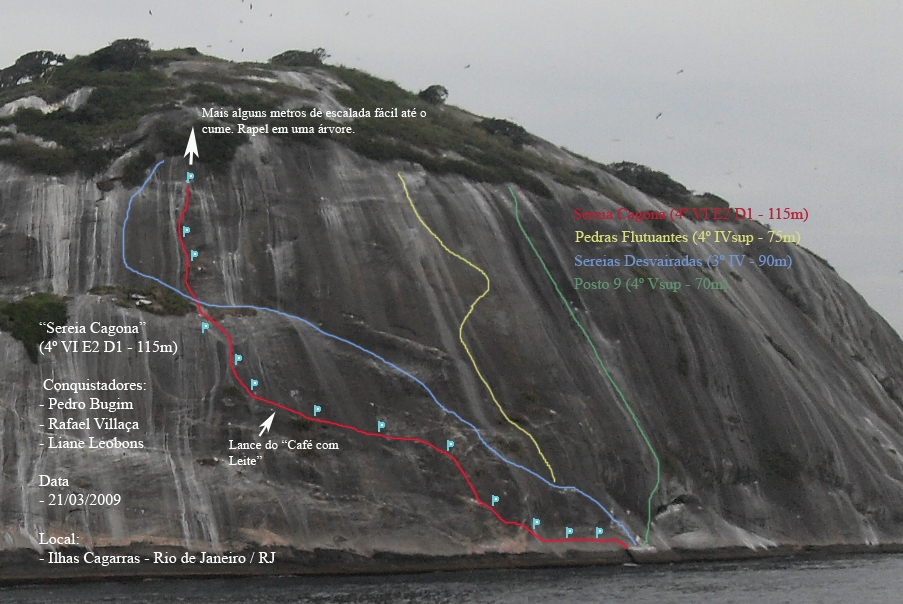 Mais alguns metros de escalada fácil até o
cume. Rapel em uma árvore.
Sereia Cagona (4º VI E2 D1 - 115m)
Pedras Flutuantes (4º IVsup - 75m)
Sereias Desvairadas (3º IV - 90m)
Posto 9 (4º Vsup - 70m)
“Sereia Cagona”
(4º VI E2 D1 - 115m)
Conquistadores:
- Pedro Bugim
- Rafael Villaça
- Liane Leobons
Lance do “Café com
Leite”
Data
- 21/03/2009
Local:
- Ilhas Cagarras - Rio de Janeiro / RJ